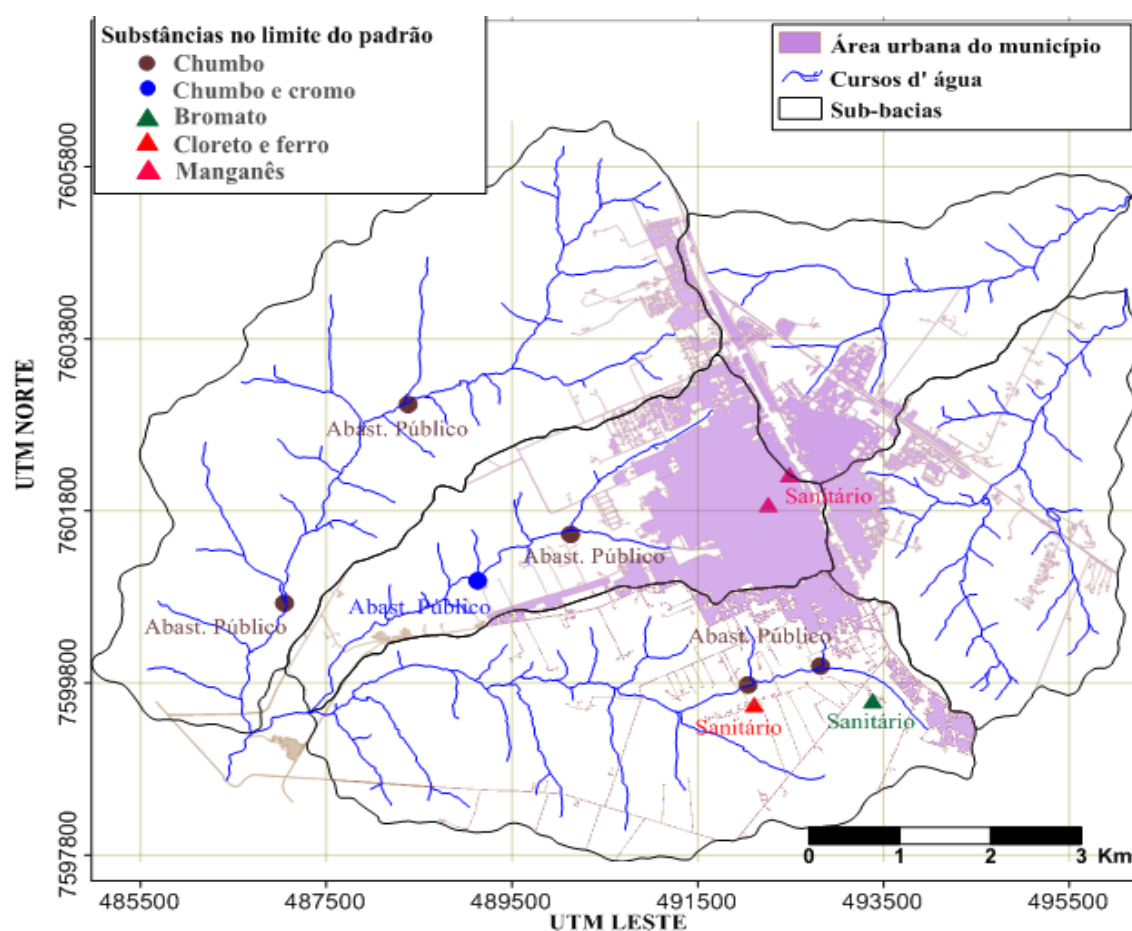 Substâncias no limite do padrão
Chumbo
Chumbo e cromo
Bromato
Cloreto e ferro
Manganês
Área urbana do município
Cursos d' água
Sub-bacias
7605800
7603800
7601800
7599800
7597800
UTM NORTE
Abast. Público
Sanitário
Abast. Público
Abast. Público
Abast. Público
Abast. Público
Sanitário
Sanitário
0 1 2 3 Km
485500 487500 489500 491500 493500 495500
UTM LESTE